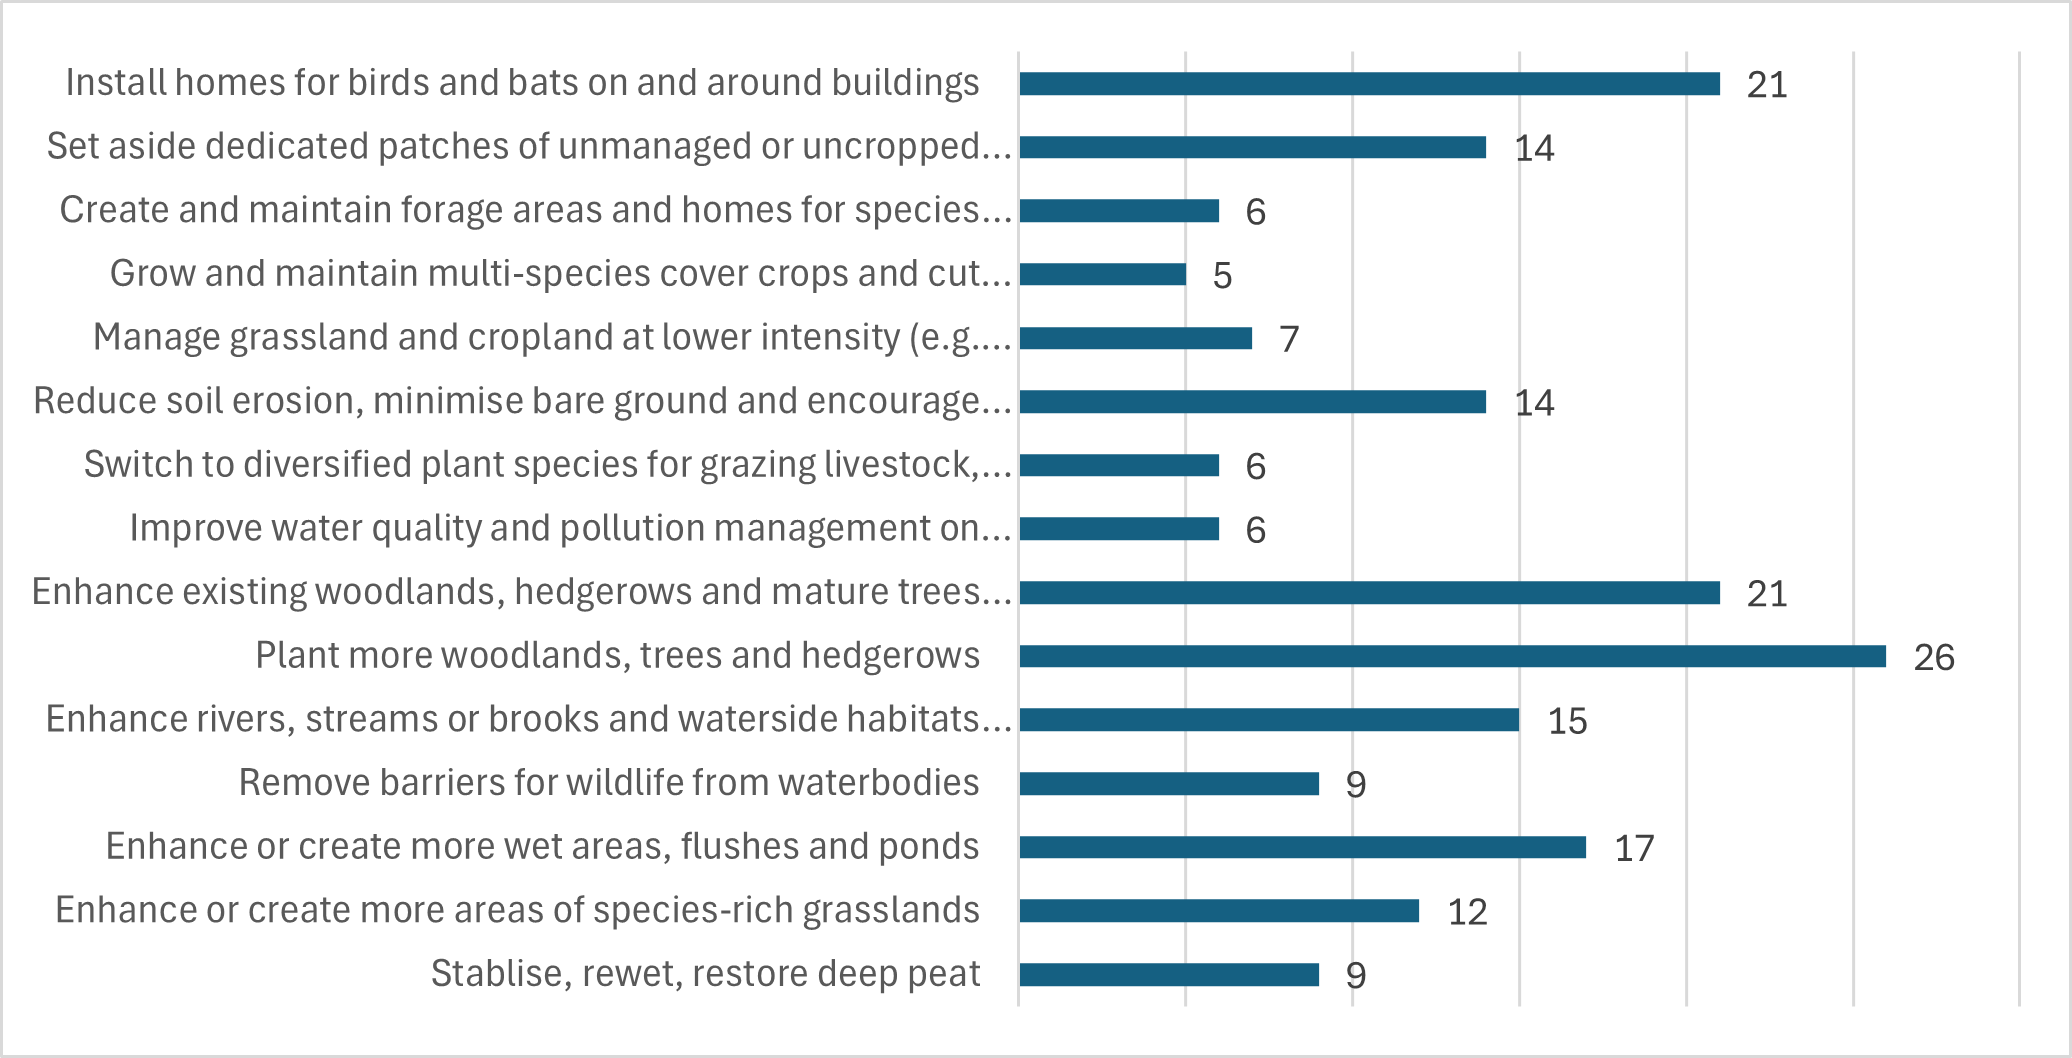 Install homes for birds and bats on and around buildings 21
Set aside dedicated patches of unmanaged or uncropped... 14
Create and maintain forage areas and homes for species... 6
Grow and maintain multi-species cover crops and cut... 5
Manage grassland and cropland at lower intensity (e.g.... 7
Reduce soil erosion, minimise bare ground and encourage... 14
Switch to diversified plant species for grazing livestock,... 6
Improve water quality and pollution management on... 6
Enhance existing woodlands, hedgerows and mature trees... 21
Plant more woodlands, trees and hedgerows 26
Enhance rivers, streams or brooks and waterside habitats... 15
Remove barriers for wildlife from waterbodies 9
Enhance or create more wet areas, flushes and ponds 17
Enhance or create more areas of species-rich grasslands 12
Stablise, rewet, restore deep peat 9